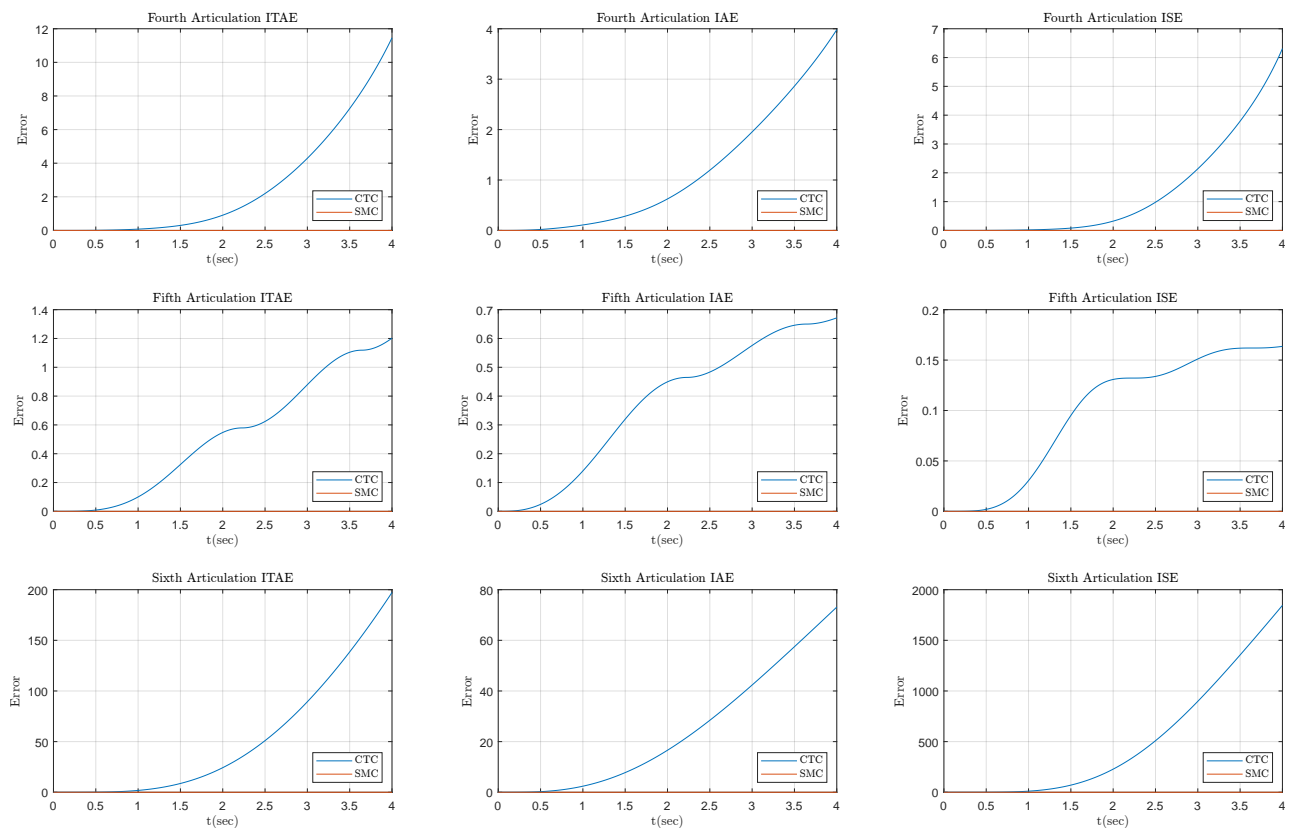 Fourth Articulation ITAE
12
10
8
6
4
2
0
Error
0 0.5 1 1.5 2 2.5 3 3.5 4
t(sec)
CTC
SMC
Fourth Articulation IAE
4
3
2
1
0
Error
0 0.5 1 1.5 2 2.5 3 3.5 4
t(sec)
CTC
SMC
Fourth Articulation ISE
7
6
5
4
3
2
1
0
Error
0 0.5 1 1.5 2 2.5 3 3.5 4
t(sec)
CTC
SMC
Fifth Articulation ITAE
1.4
1.2
1
0.8
0.6
0.4
0.2
0
Error
0 0.5 1 1.5 2 2.5 3 3.5 4
t(sec)
CTC
SMC
Fifth Articulation IAE
0.7
0.6
0.5
0.4
0.3
0.2
0.1
0
Error
0 0.5 1 1.5 2 2.5 3 3.5 4
t(sec)
CTC
SMC
Fifth Articulation ISE
0.2
0.15
0.1
0.05
0
Error
0 0.5 1 1.5 2 2.5 3 3.5 4
t(sec)
CTC
SMC
Sixth Articulation ITAE
200
150
100
50
0
Error
0 0.5 1 1.5 2 2.5 3 3.5 4
t(sec)
CTC
SMC
Sixth Articulation IAE
80
60
40
20
0
Error
0 0.5 1 1.5 2 2.5 3 3.5 4
t(sec)
CTC
SMC
Sixth Articulation ISE
2000
1500
1000
500
0
Error
0 0.5 1 1.5 2 2.5 3 3.5 4
t(sec)
CTC
SMC